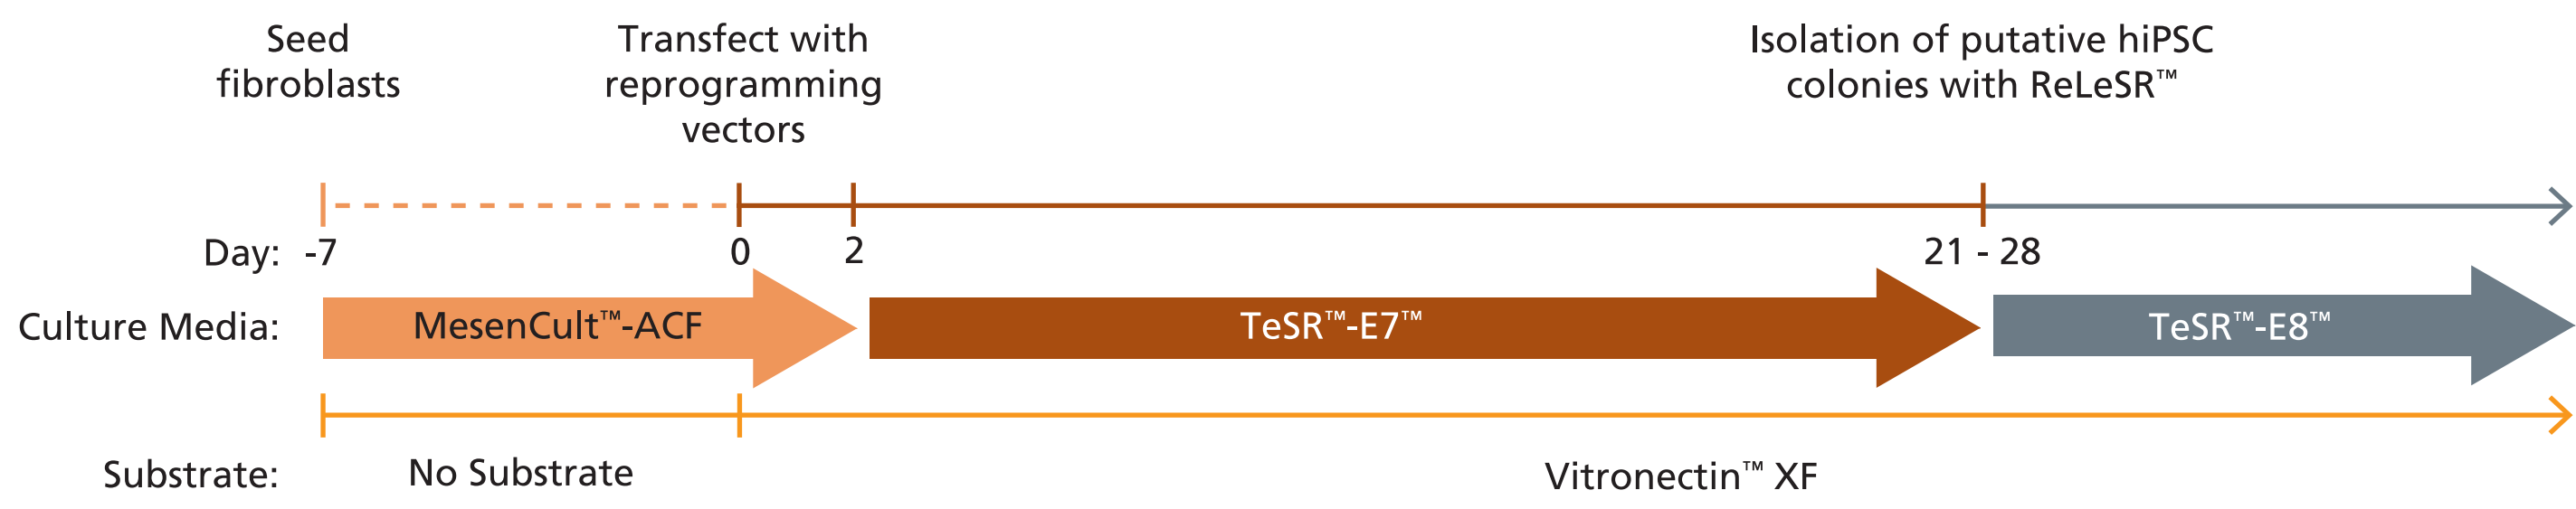 Seed
fibroblasts
Transfect with
reprogramming
vectors
Isolation of putative hiPSC
colonies with ReLeSR™
Day: -7 0 2 21 - 28
Culture Media: MesenCult™-ACF TeSR™-E7™ TeSR™-E8™
Substrate: No Substrate Vitronectin™ XF